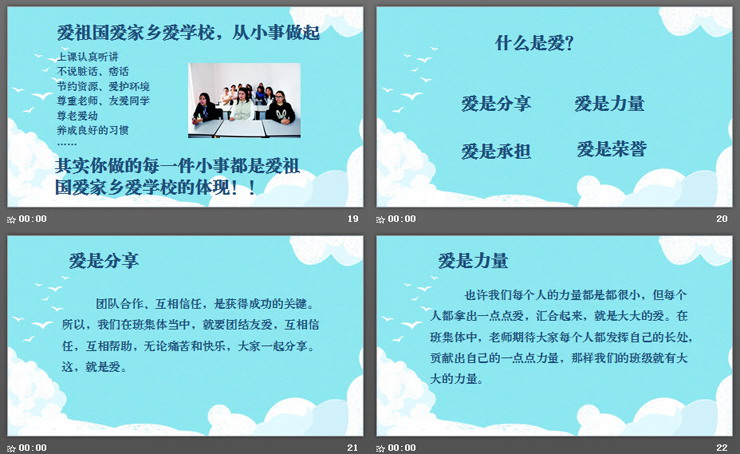 爱祖国爱家乡爱学校，从小事做起
上课认真听讲
不说脏话、痞话
节约资源、爱护环境
尊重老师、友爱同学
尊老爱幼
养成良好的习惯
……
其实你做的每一件小事都是爱祖
国爱家乡爱学校的体现！！
00:00
19
什么是爱？
爱是分享
爱是力量
爱是承担
爱是荣誉
00:00
20
爱是分享
团队合作、互相信任，是获得成功的关键。
所以，我们在班集体当中，就要团结友爱，互相信
任，互相帮助，无论痛苦和快乐，大家一起分享。
这，就是爱。
00:00
21
爱是力量
也许我们每个人的力量都是都很小，但每个
人都拿出一点点爱，汇合起来，就是大大的爱。在
班集体中，老师期待大家每个人都发挥自己的长处，
贡献出自己的一点点力量，那样我们的班级就有大
大的力量。
00:00
22